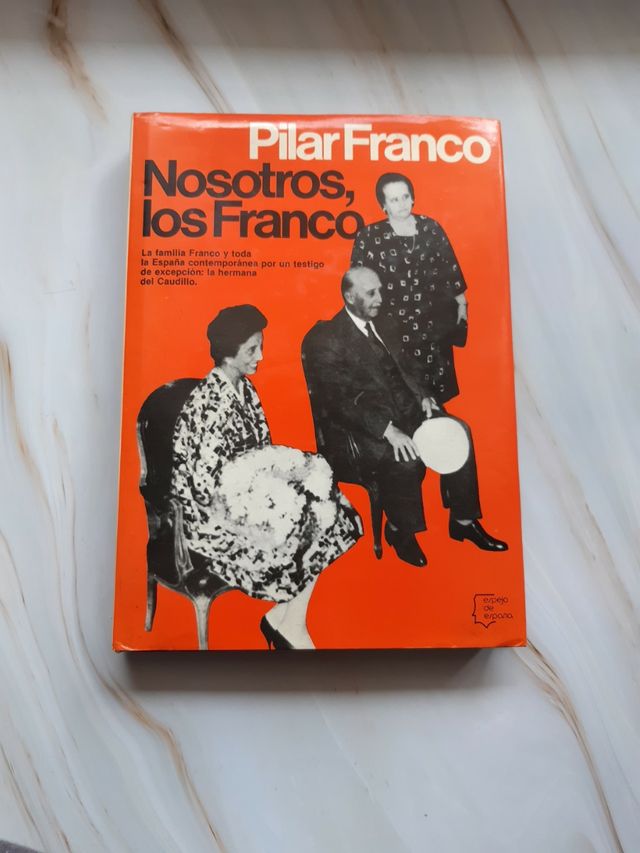 Pilar Franco
Nosotros,
los Franco
La familia Franco y toda
la España contemporánea por un testigo
de excepción: la hermana
del Caudillo.
espejo
de
españa